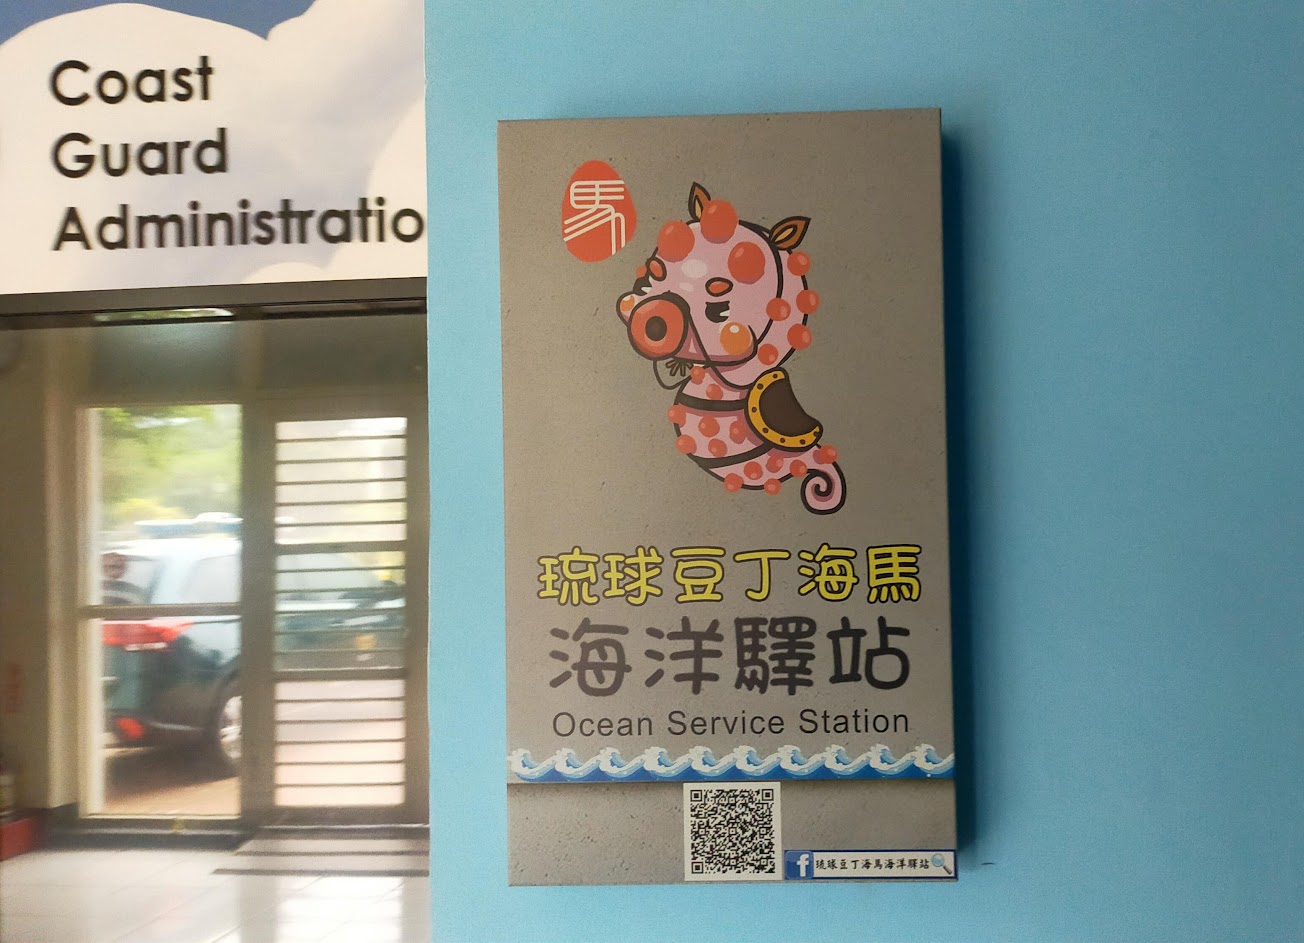 Coast
Guard
Administratio
馬
琉球豆丁海馬
海洋驛站
Ocean Service Station
f 琉球豆丁海馬海洋驛站